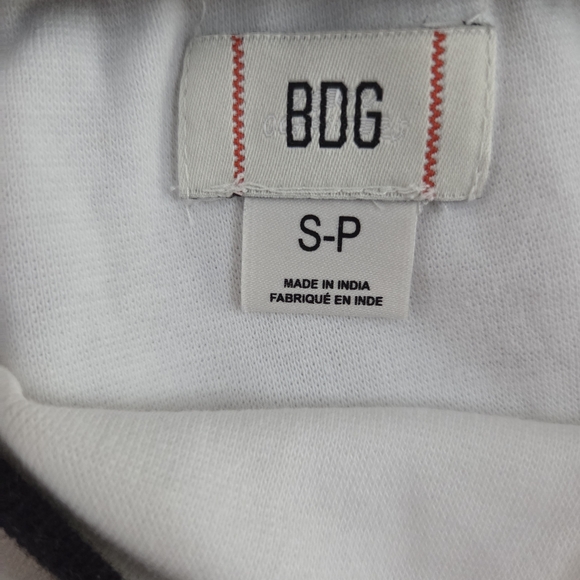 BDG
S-P
MADE IN INDIA
FABRIQUÉ EN INDE